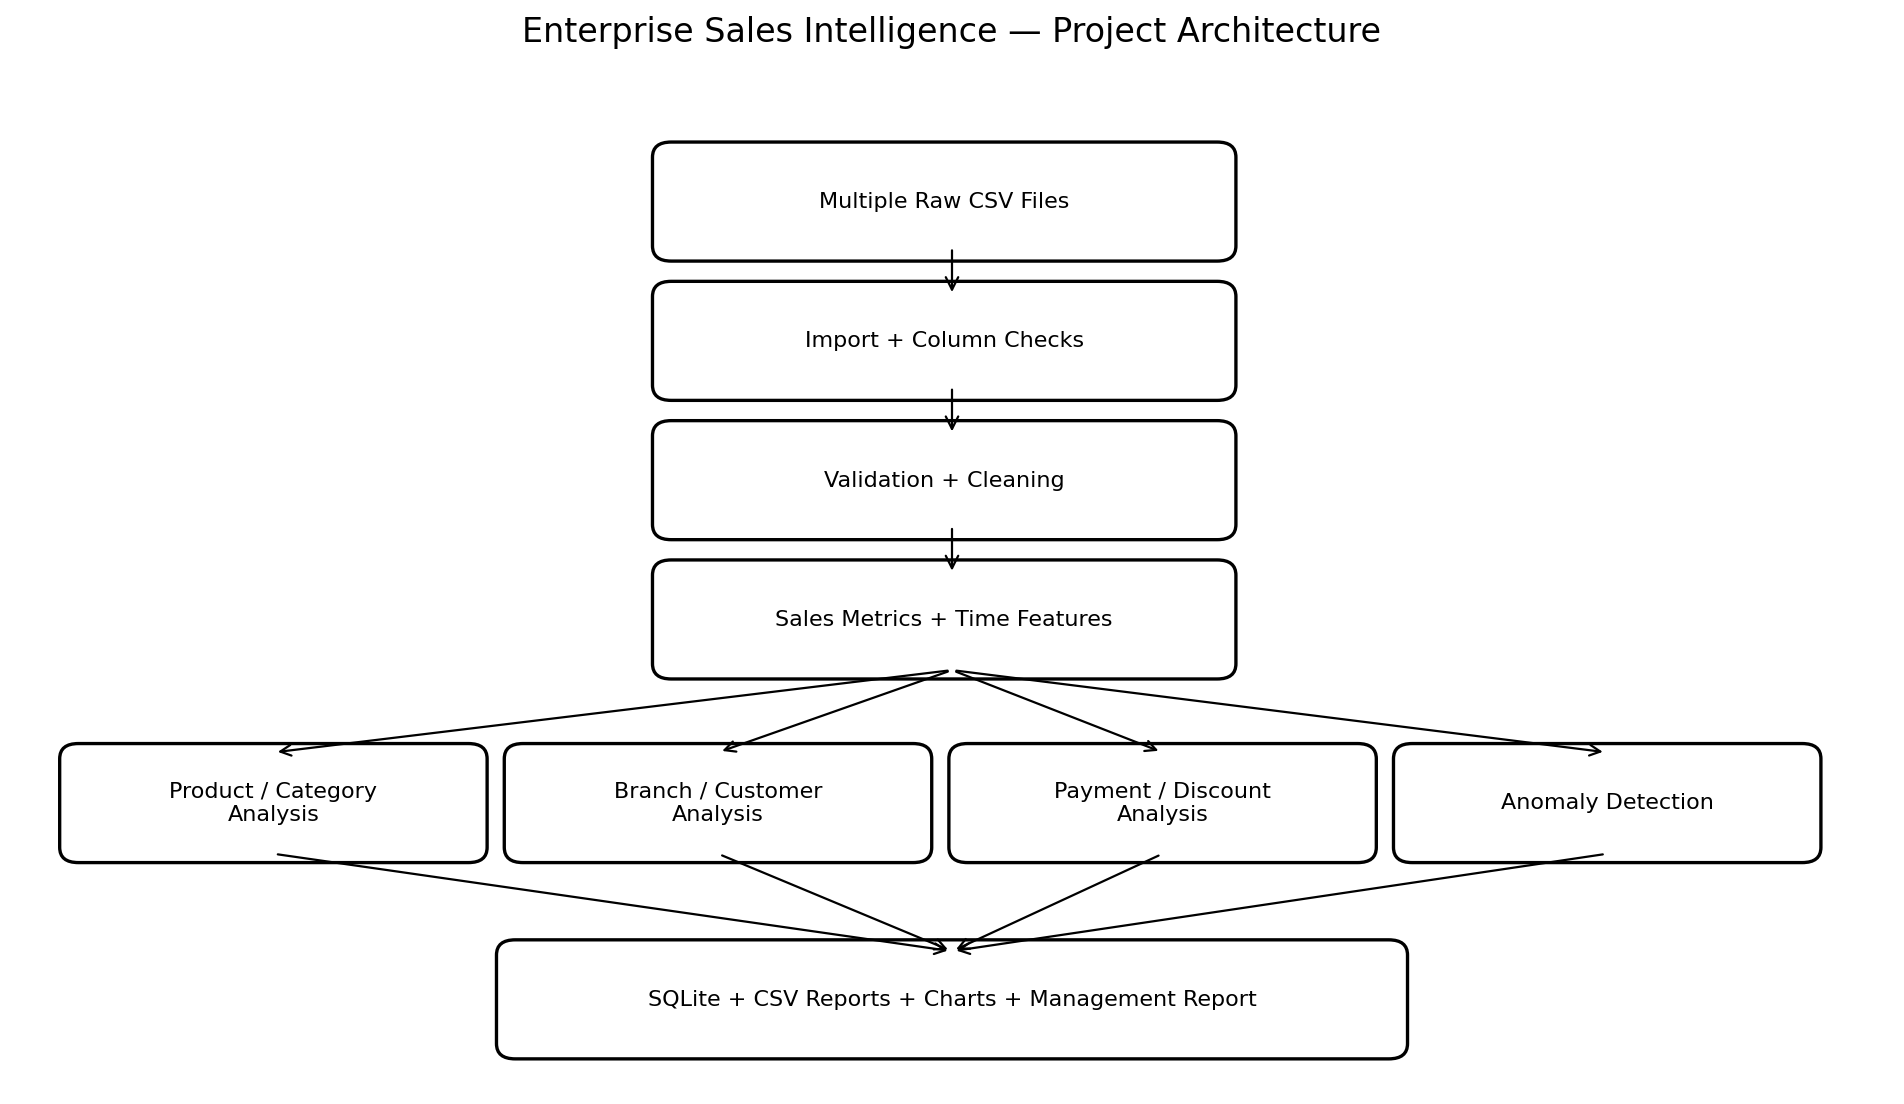 Enterprise Sales Intelligence — Project Architecture
Multiple Raw CSV Files
Import + Column Checks
Validation + Cleaning
Sales Metrics + Time Features
Product / Category
Analysis
Branch / Customer
Analysis
Payment / Discount
Analysis
Anomaly Detection
SQLite + CSV Reports + Charts + Management Report